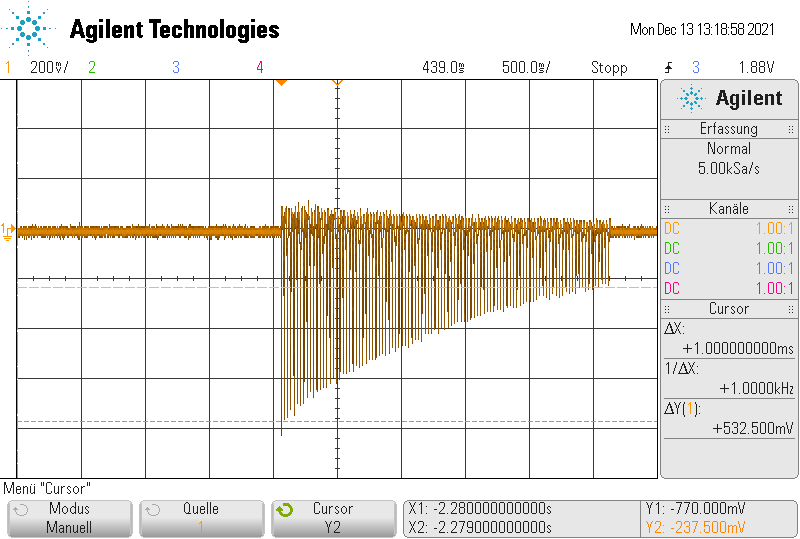 Agilent Technologies
Mon Dec 13 13:18:58 2021
1 200▿/ 2 3 4 439.0▿ 500.0▿/ Stopp 3 1.88V
Agilent
Erfassung
Normal
5.00kSa/s
Kanäle
DC 1.00:1
DC 1.00:1
DC 1.00:1
DC 1.00:1
Cursor
ΔX:
+1.000000000ms
1/ΔX:
+1.0000kHz
ΔY(1):
+532.500mV
1
Menü "Cursor"
Modus
Manuell
Quelle
1
Cursor
Y2
X1: -2.280000000000s
X2: -2.279000000000s
Y1: -770.000mV
Y2: -237.500mV